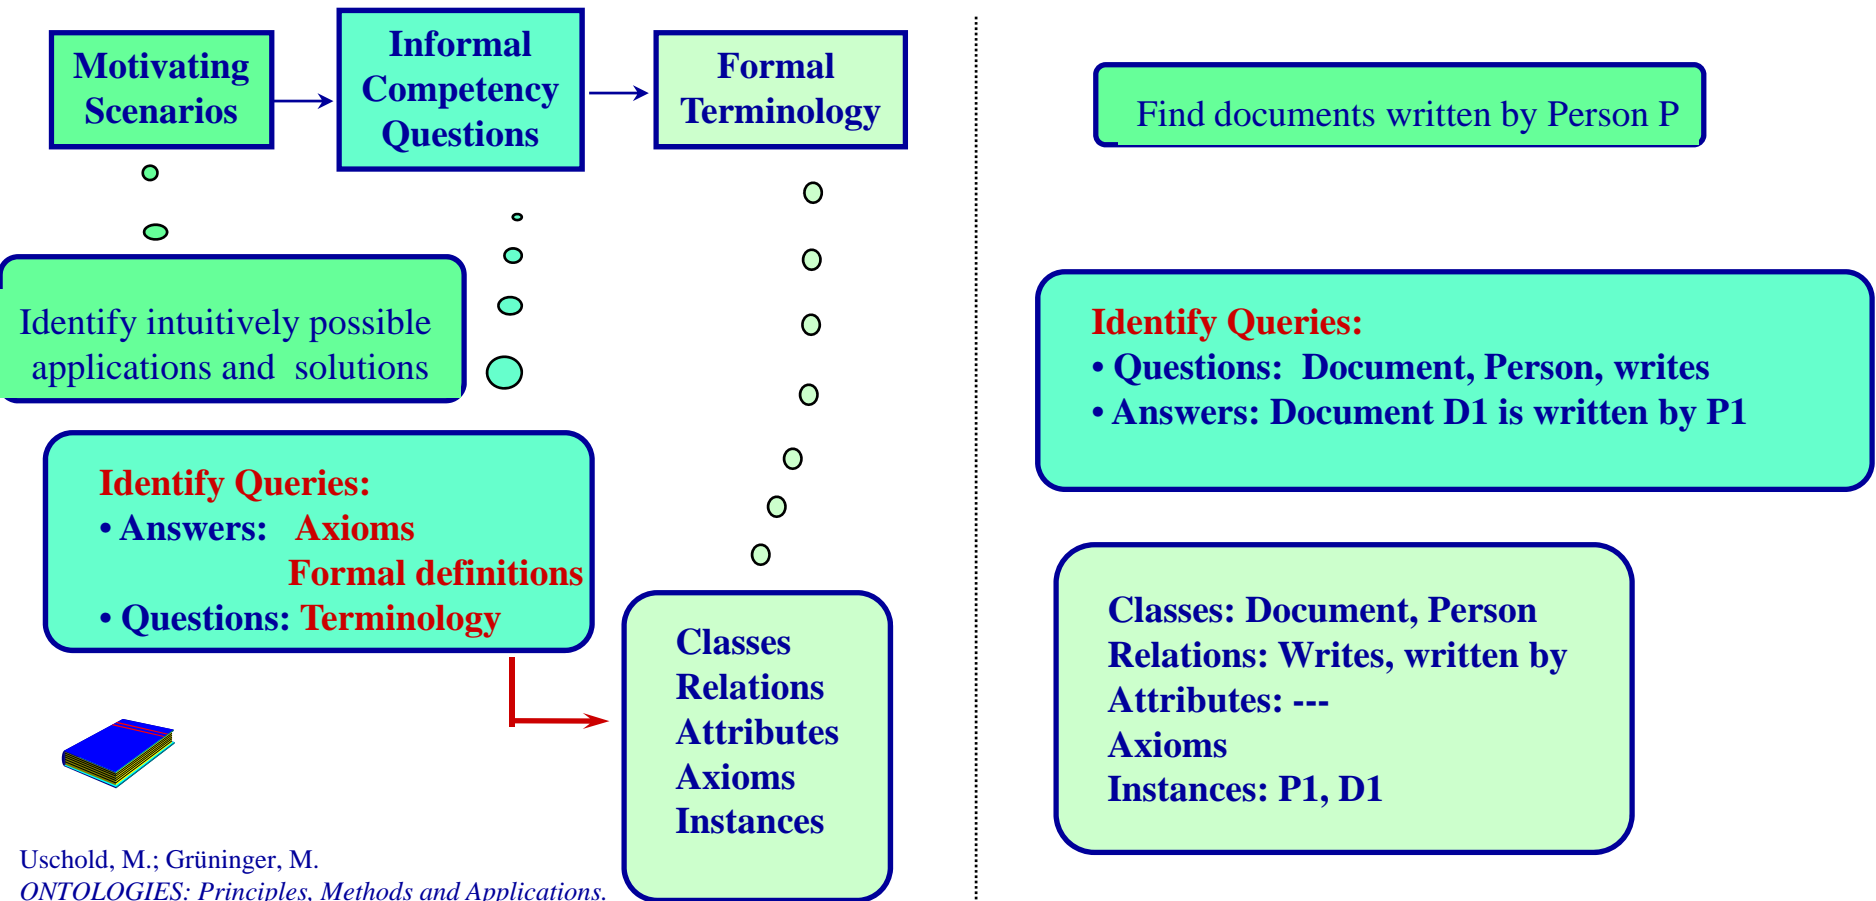 Motivating
Scenarios
Informal
Competency
Questions
Formal
Terminology
Identify intuitively possible
applications and solutions
Identify Queries:
• Answers: Axioms
Formal definitions
• Questions: Terminology
Classes
Relations
Attributes
Axioms
Instances
Uschold, M.; Grüninger, M.
ONTOLOGIES: Principles, Methods and Applications.
Find documents written by Person P
Identify Queries:
• Questions: Document, Person, writes
• Answers: Document D1 is written by P1
Classes: Document, Person
Relations: Writes, written by
Attributes: ---
Axioms
Instances: P1, D1